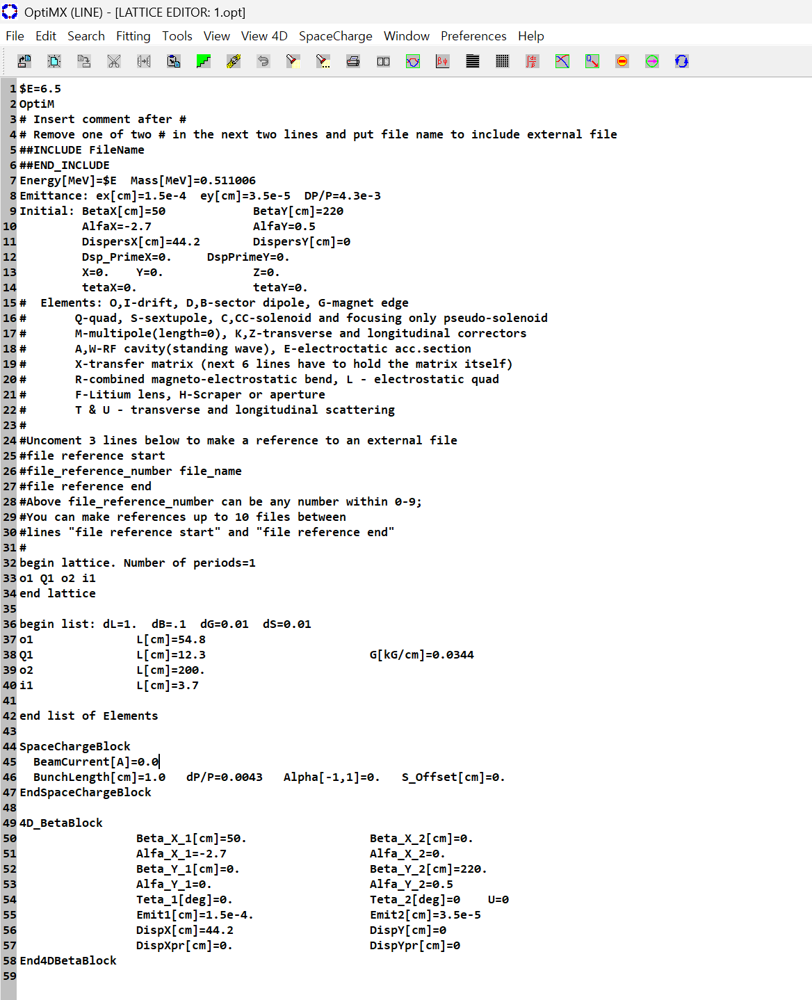 OptiMX (LINE) - [LATTICE EDITOR: 1.opt]
File Edit Search Fitting Tools View View 4D SpaceCharge Window Preferences Help
1 $E=6.5
2 OptiM
3 # Insert comment after #
4 # Remove one of two # in the next two lines and put file name to include external file
5 ##INCLUDE FileName
6 ##END_INCLUDE
7 Energy[MeV]=$E  Mass[MeV]=0.511006
8 Emittance: ex[cm]=1.5e-4  ey[cm]=3.5e-5  DP/P=4.3e-3
9 Initial: BetaX[cm]=50  BetaY[cm]=220
10 AlfaX=-2.7  AlfaY=0.5
11 DispersX[cm]=44.2  DispersY[cm]=0
12 Dsp_PrimeX=0.  DspPrimeY=0.
13 X=0.  Y=0.  Z=0.
14 tetaX=0.  tetaY=0.
15 #  Elements: O,I-drift, D,B-sector dipole, G-magnet edge
16 #  Q-quad, S-sextupole, C,CC-solenoid and focusing only pseudo-solenoid
17 #  M-multipole(length=0), K,Z-transverse and longitudinal correctors
18 #  A,W-RF cavity(standing wave), E-electroctatic acc.section
19 #  X-transfer matrix (next 6 lines have to hold the matrix itself)
20 #  R-combined magneto-electrostatic bend, L - electrostatic quad
21 #  F-Litium lens, H-Scraper or aperture
22 #  T & U - transverse and longitudinal scattering
23 #
24 #Uncoment 3 lines below to make a reference to an external file
25 #file reference start
26 #file_reference_number file_name
27 #file reference end
28 #Above file_reference_number can be any number within 0-9;
29 #You can make references up to 10 files between
30 #lines "file reference start" and "file reference end"
31 #
32 begin lattice. Number of periods=1
33 o1 Q1 o2 i1
34 end lattice
35
36 begin list: dL=1.  dB=.1  dG=0.01  dS=0.01
37 o1  L[cm]=54.8
38 Q1  L[cm]=12.3  G[kG/cm]=0.0344
39 o2  L[cm]=200.
40 i1  L[cm]=3.7
41
42 end list of Elements
43
44 SpaceChargeBlock
45 BeamCurrent[A]=0.0
46 BunchLength[cm]=1.0  dP/P=0.0043  Alpha[-1,1]=0.  S_Offset[cm]=0.
47 EndSpaceChargeBlock
48
49 4D_BetaBlock
50 Beta_X_1[cm]=50.  Beta_X_2[cm]=0.
51 Alfa_X_1=-2.7  Alfa_X_2=0.
52 Beta_Y_1[cm]=0.  Beta_Y_2[cm]=220.
53 Alfa_Y_1=0.  Alfa_Y_2=0.5
54 Teta_1[deg]=0.  Teta_2[deg]=0  U=0
55 Emit1[cm]=1.5e-4.  Emit2[cm]=3.5e-5
56 DispX[cm]=44.2  DispY[cm]=0
57 DispXpr[cm]=0.  DispYpr[cm]=0
58 End4DBetaBlock
59